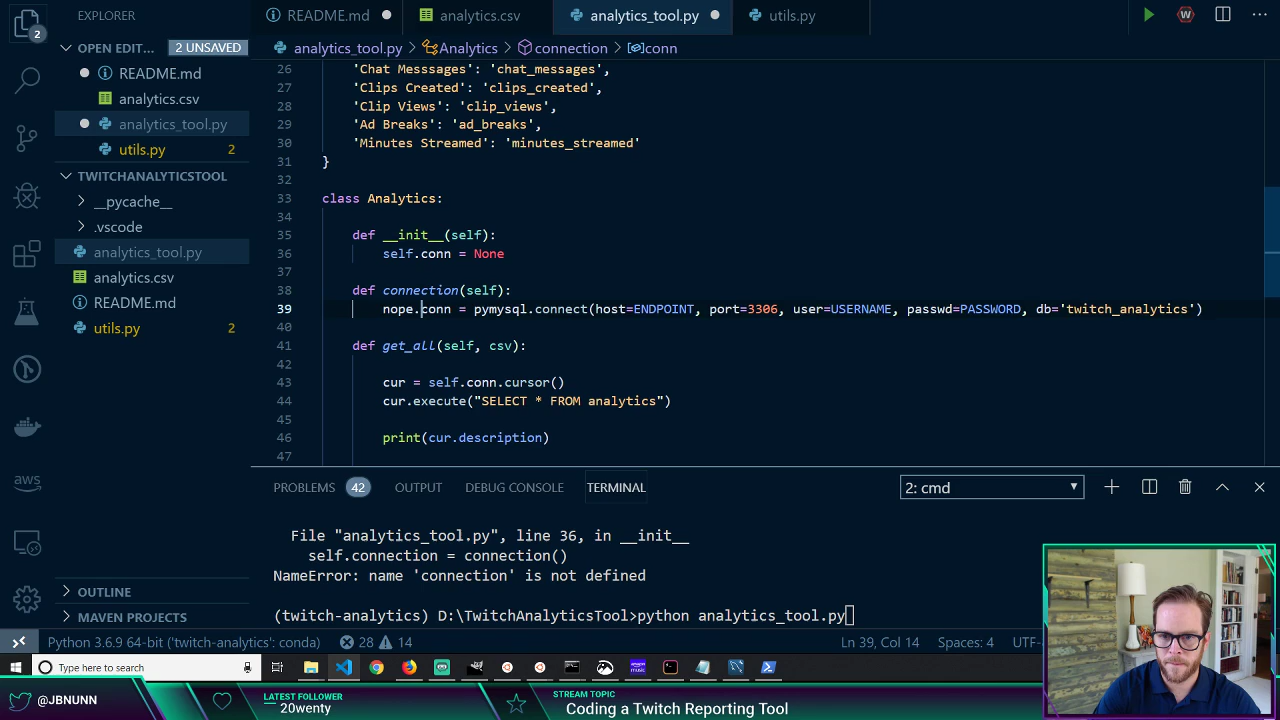 2
EXPLORER
README.md
analytics.csv
analytics_tool.py
utils.py
OPEN EDIT...
2 UNSAVED
analytics_tool.py > Analytics > connection > conn
README.md
analytics.csv
analytics_tool.py
utils.py
2
TWITCHANALYTICSTOOL
__pycache__
.vscode
analytics_tool.py
analytics.csv
README.md
utils.py
2
aws
OUTLINE
MAVEN PROJECTS
26 'Chat Messsages': 'chat_messages',
27 'Clips Created': 'clips_created',
28 'Clip Views': 'clip_views',
29 'Ad Breaks': 'ad_breaks',
30 'Minutes Streamed': 'minutes_streamed'
31 }
32
33 class Analytics:
34
35 def __init__(self):
36 self.conn = None
37
38 def connection(self):
39 nope.conn = pymysql.connect(host=ENDPOINT, port=3306, user=USERNAME, passwd=PASSWORD, db='twitch_analytics')
40
41 def get_all(self, csv):
42
43 cur = self.conn.cursor()
44 cur.execute("SELECT * FROM analytics")
45
46 print(cur.description)
47
PROBLEMS 42 OUTPUT DEBUG CONSOLE TERMINAL
2: cmd
File "analytics_tool.py", line 36, in __init__
self.connection = connection()
NameError: name 'connection' is not defined
(twitch-analytics) D:\TwitchAnalyticsTool>python analytics_tool.py
Python 3.6.9 64-bit ('twitch-analytics': conda)
28
14
Ln 39, Col 14
Spaces: 4
UTF-
Type here to search
@JBNUNN
LATEST FOLLOWER
20wenty
STREAM TOPIC
Coding a Twitch Reporting Tool